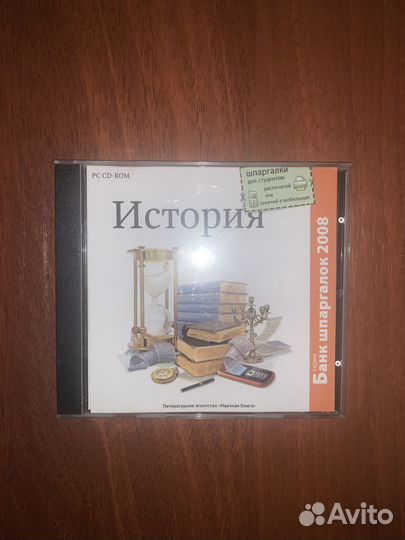 PC CD-ROM
шпаргалки
для студентов:
распечатай
или
закачай в мобильник
История
серия
Банк шпаргалок 2008
Литературное агентство «Научная Книга».
Avito